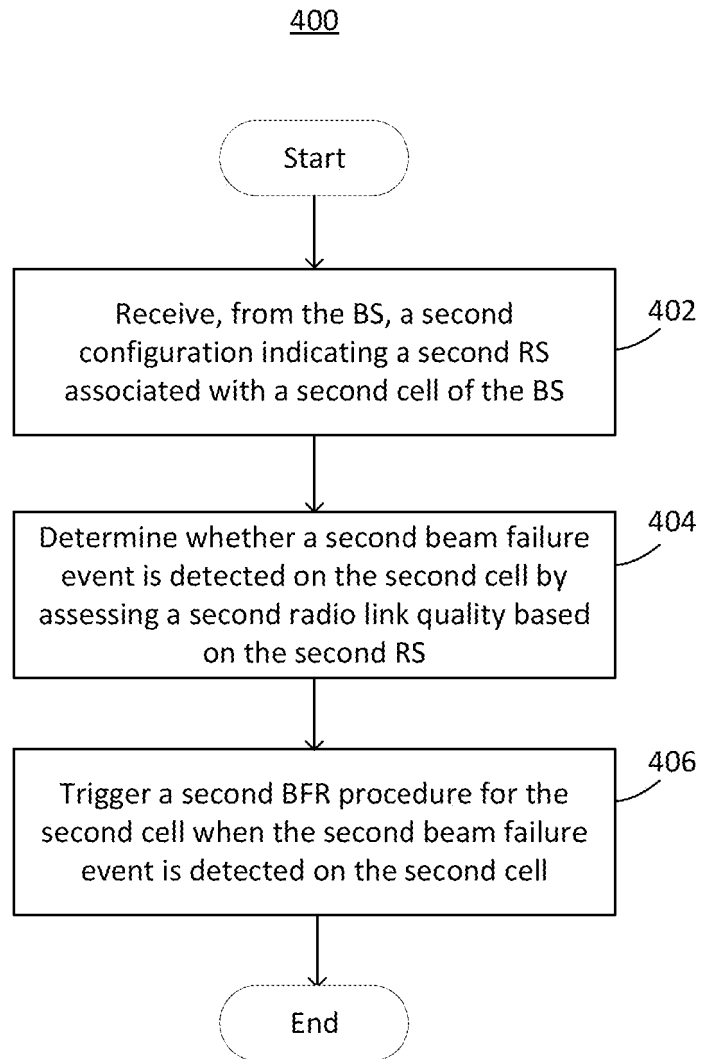 400
Start
Receive, from the BS, a second
configuration indicating a second RS
associated with a second cell of the BS
402
Determine whether a second beam failure
event is detected on the second cell by
assessing a second radio link quality based
on the second RS
404
Trigger a second BFR procedure for the
second cell when the second beam failure
event is detected on the second cell
406
End